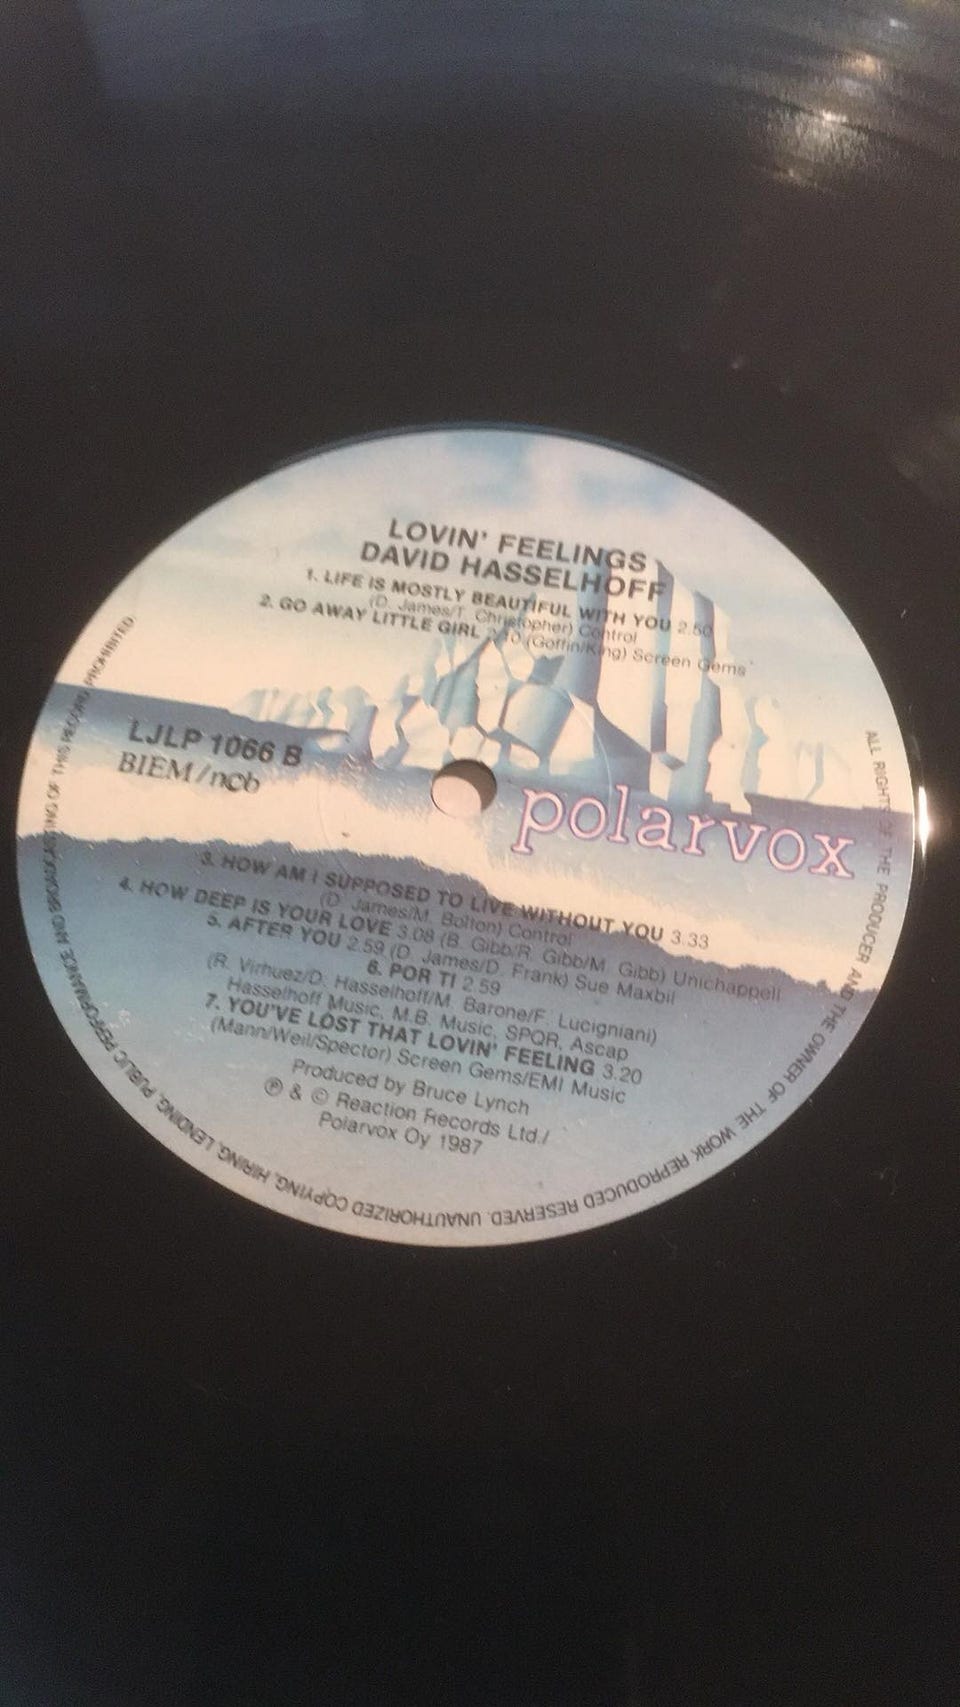 LOVIN' FEELINGS
DAVID HASSELHOFF
1. LIFE IS MOSTLY BEAUTIFUL WITH YOU 2.50
(D. James/T. Christopher) Control
2. GO AWAY LITTLE GIRL 2.10 (Goffin/King) Screen Gems
LJLP 1066 B
BIEM/ncb
polarvox
3. HOW AM I SUPPOSED TO LIVE WITHOUT YOU 3.33
(D. James/M. Bolton) Control
4. HOW DEEP IS YOUR LOVE 3.08 (B. Gibb/R. Gibb/M. Gibb) Unichappell
5. AFTER YOU 2.59 (D. James/D. Frank) Sue Maxbil
6. POR TI 2.59
(R. Virhuez/D. Hasselhoff/M. Barone/F. Lucigniani)
Hasselhoff Music, M.B. Music, SPQR, Ascap
7. YOU'VE LOST THAT LOVIN' FEELING 3.20
(Mann/Weil/Spector) Screen Gems/EMI Music
Produced by Bruce Lynch
Ⓟ & © Reaction Records Ltd./
Polarvox Oy 1987
ALL RIGHTS OF THE PRODUCER AND THE OWNER OF THE WORK REPRODUCED RESERVED. UNAUTHORIZED COPYING, HIRING, LENDING, PUBLIC PERFORMANCE AND BROADCASTING OF THIS RECORD PROHIBITED